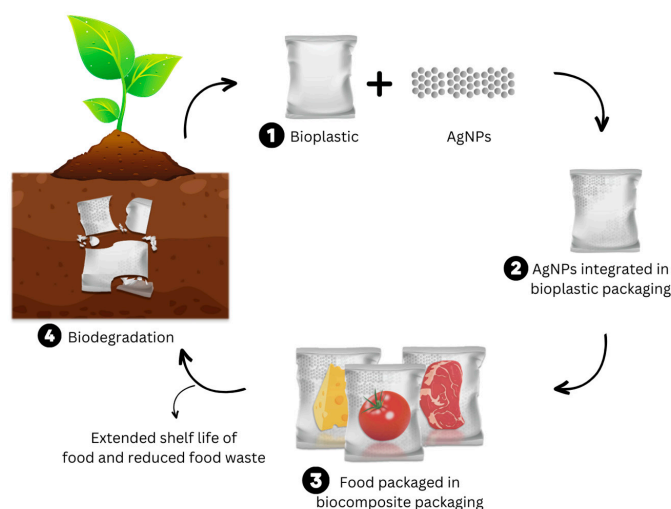 1 Bioplastic
+
AgNPs
2 AgNPs integrated in
bioplastic packaging
3 Food packaged in
biocomposite packaging
Extended shelf life of
food and reduced food waste
4 Biodegradation